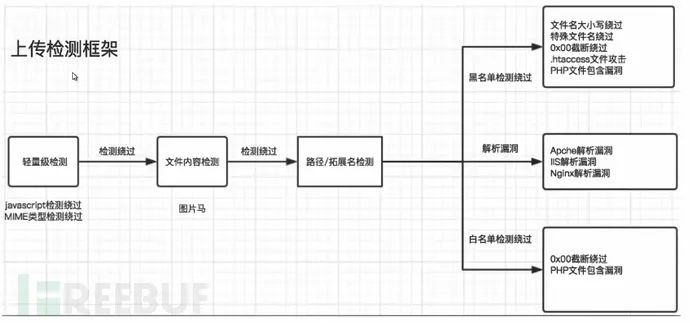 上传检测框架
文件名大小写绕过
特殊文件名绕过
0x00截断绕过
.htaccess文件攻击
PHP文件包含漏洞
黑名单检测绕过
轻量级检测
检测绕过
文件内容检测
检测绕过
路径/拓展名检测
解析漏洞
Apche解析漏洞
IIS解析漏洞
Nginx解析漏洞
javascript检测绕过
MIME类型检测绕过
图片马
白名单检测绕过
0x00截断绕过
PHP文件包含漏洞
FREEBUF